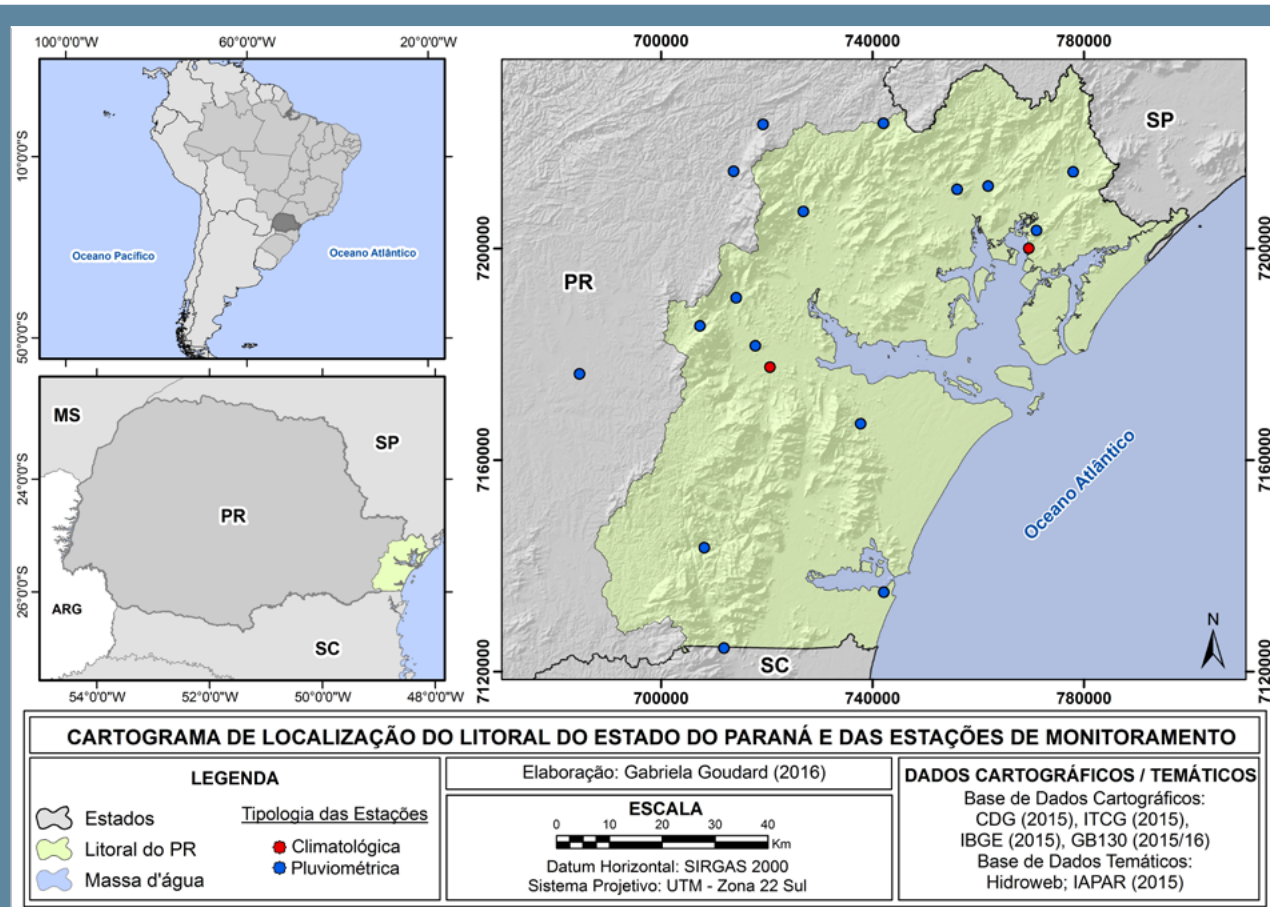 100°0'0"W 60°0'0"W 20°0'0"W
10°0'0"S
50°0'0"S
Oceano Pacífico
Oceano Atlântico
MS
SP
PR
ARG
SC
24°0'0"S
26°0'0"S
54°0'0"W 52°0'0"W 50°0'0"W 48°0'0"W
700000 740000 780000
SP
7200000
7200000
PR
7160000
7160000
Oceano Atlântico
N
SC
7120000
7120000
700000 740000 780000
CARTOGRAMA DE LOCALIZAÇÃO DO LITORAL DO ESTADO DO PARANÁ E DAS ESTAÇÕES DE MONITORAMENTO
LEGENDA
Estados
Litoral do PR
Massa d'água
Tipologia das Estações
Climatológica
Pluviométrica
Elaboração: Gabriela Goudard (2016)
ESCALA
0 10 20 30 40
Km
Datum Horizontal: SIRGAS 2000
Sistema Projetivo: UTM - Zona 22 Sul
DADOS CARTOGRÁFICOS / TEMÁTICOS
Base de Dados Cartográficos:
CDG (2015), ITCG (2015),
IBGE (2015), GB130 (2015/16)
Base de Dados Temáticos:
Hidroweb; IAPAR (2015)